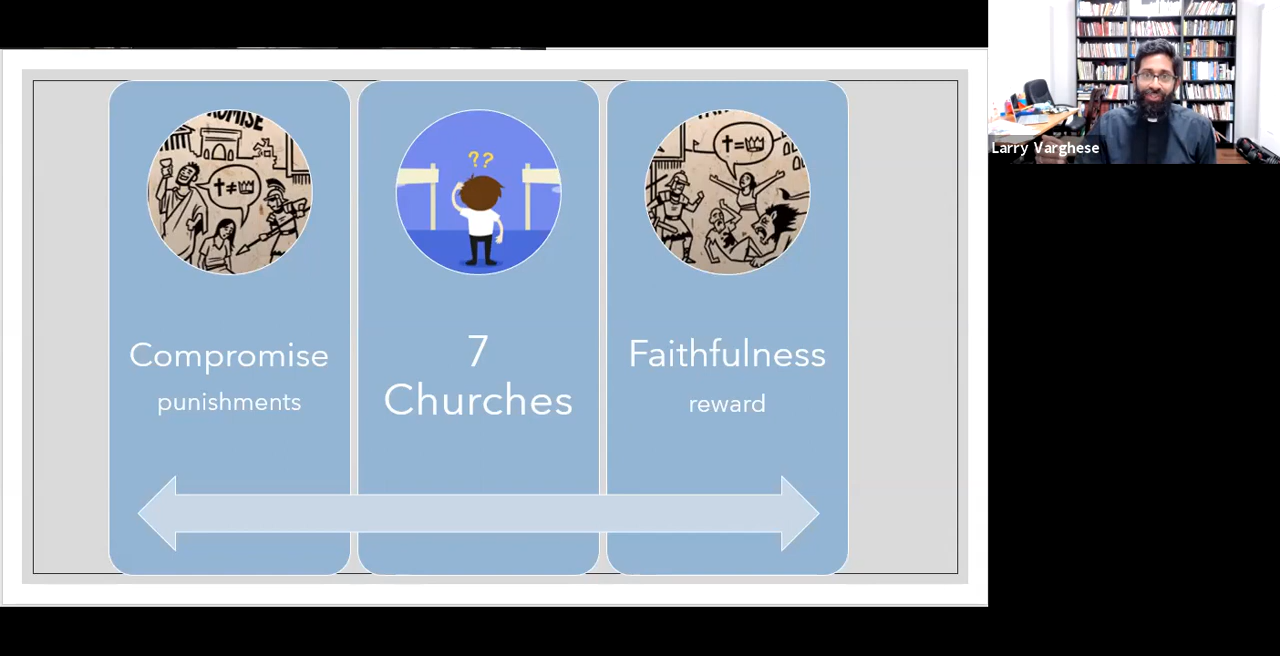 ??
Compromise
punishments
7
Churches
Faithfulness
reward
Larry Varghese